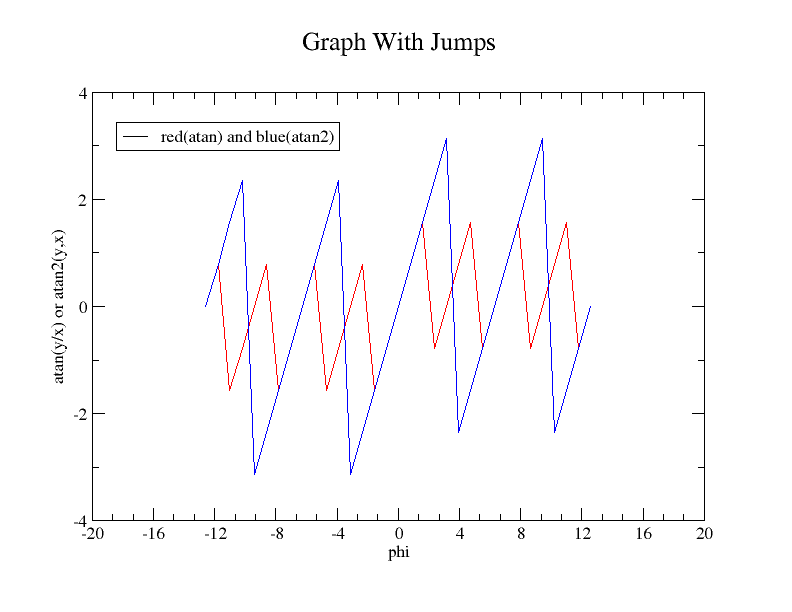 Graph With Jumps
4
red(atan) and blue(atan2)
2
0
-2
-4
atan(y/x) or atan2(y,x)
-20 -16 -12 -8 -4 0 4 8 12 16 20
phi